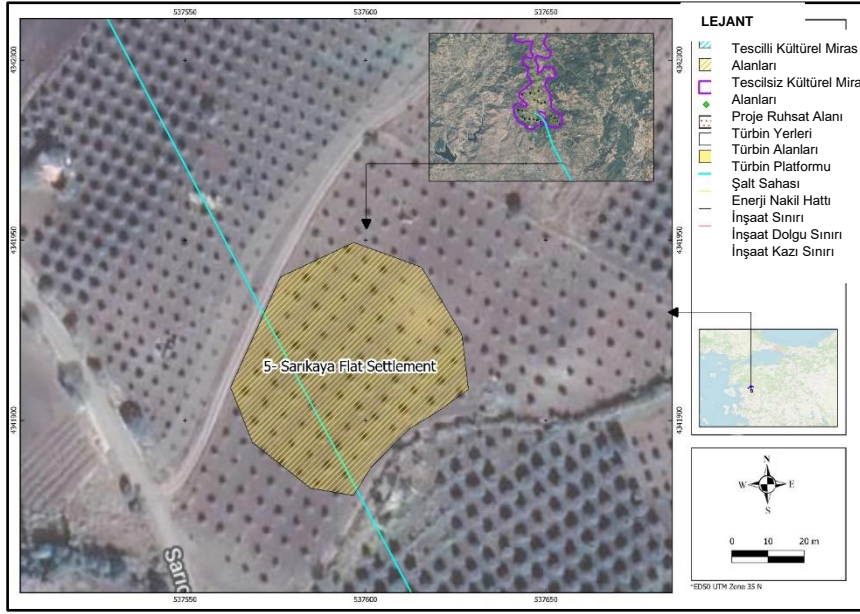 537550
537600
537650
4342000
4341950
4341900
4342000
4341950
4341900
5- Sarıkaya Flat Settlement
537550
537600
537650
LEJANT
Tescilli Kültürel Miras
Alanları
Tescilsiz Kültürel Mira
Alanları
Proje Ruhsat Alanı
Türbin Yerleri
Türbin Alanları
Türbin Platformu
Şalt Sahası
Enerji Nakil Hattı
İnşaat Sınırı
İnşaat Dolgu Sınırı
İnşaat Kazı Sınırı
N
W E
S
0 10 20 m
*ED50 UTM Zone 35 N